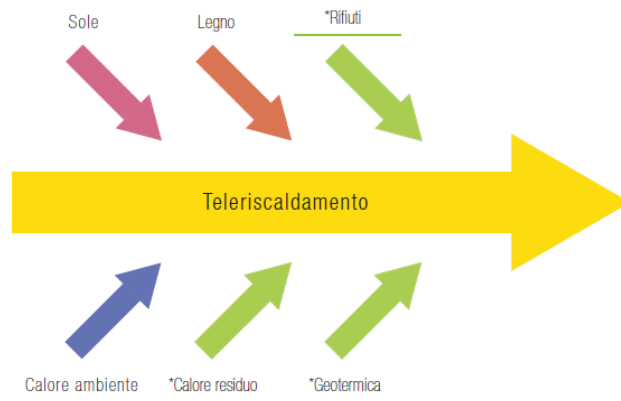 Sole
Legno
*Rifiuti
Teleriscaldamento
Calore ambiente
*Calore residuo
*Geotermica